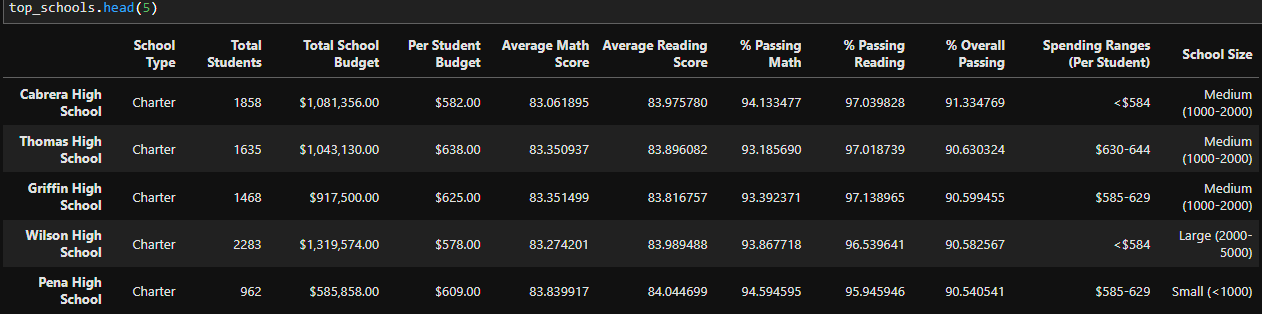 top_schools.head(5)
School Type Total Students Total School Budget Per Student Budget Average Math Score Average Reading Score % Passing Math % Passing Reading % Overall Passing Spending Ranges (Per Student) School Size
Cabrera High School Charter 1858 $1,081,356.00 $582.00 83.061895 83.975780 94.133477 97.039828 91.334769 <$584 Medium (1000-2000)
Thomas High School Charter 1635 $1,043,130.00 $638.00 83.350937 83.896082 93.185690 97.018739 90.630324 $630-644 Medium (1000-2000)
Griffin High School Charter 1468 $917,500.00 $625.00 83.351499 83.816757 93.392371 97.138965 90.599455 $585-629 Medium (1000-2000)
Wilson High School Charter 2283 $1,319,574.00 $578.00 83.274201 83.989488 93.867718 96.539641 90.582567 <$584 Large (2000-5000)
Pena High School Charter 962 $585,858.00 $609.00 83.839917 84.044699 94.594595 95.945946 90.540541 $585-629 Small (<1000)